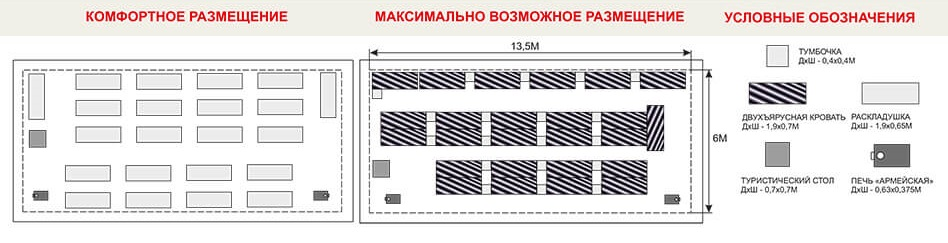 КОМФОРТНОЕ РАЗМЕЩЕНИЕ
МАКСИМАЛЬНО ВОЗМОЖНОЕ РАЗМЕЩЕНИЕ
УСЛОВНЫЕ ОБОЗНАЧЕНИЯ
13,5М
6М
ТУМБОЧКА
ДхШ - 0,4х0,4М
ДВУХЪЯРУСНАЯ КРОВАТЬ
ДхШ - 1,9х0,7М
РАСКЛАДУШКА
ДхШ - 1,9х0,65М
ТУРИСТИЧЕСКИЙ СТОЛ
ДхШ - 0,7х0,7М
ПЕЧЬ «АРМЕЙСКАЯ»
ДхШ - 0,63х0,375М